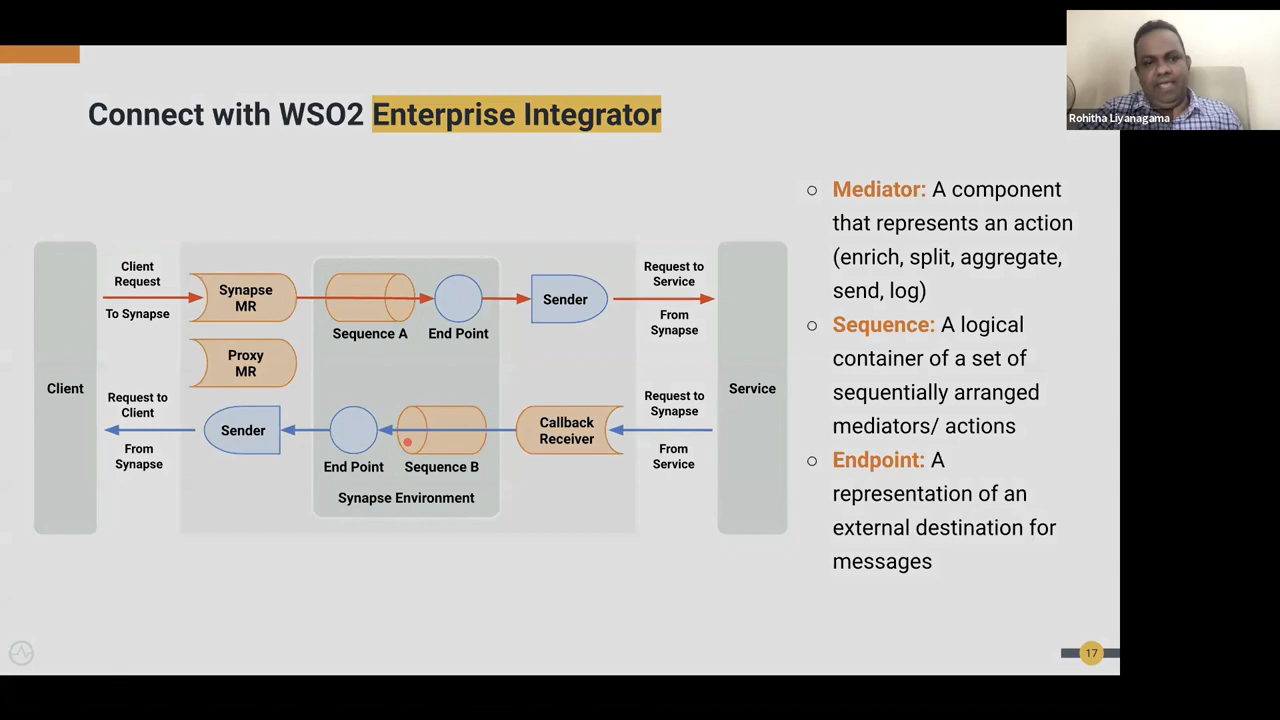 Connect with WSO2 Enterprise Integrator
Rohitha Liyanagama
Client
Client
Request
To Synapse
Synapse
MR
Proxy
MR
Sequence A
End Point
Sender
Request to
Service
From
Synapse
Service
Request to
Client
From
Synapse
Sender
End Point
Sequence B
Synapse Environment
Callback
Receiver
Request to
Synapse
From
Service
Mediator: A component
that represents an action
(enrich, split, aggregate,
send, log)
Sequence: A logical
container of a set of
sequentially arranged
mediators/ actions
Endpoint: A
representation of an
external destination for
messages
17